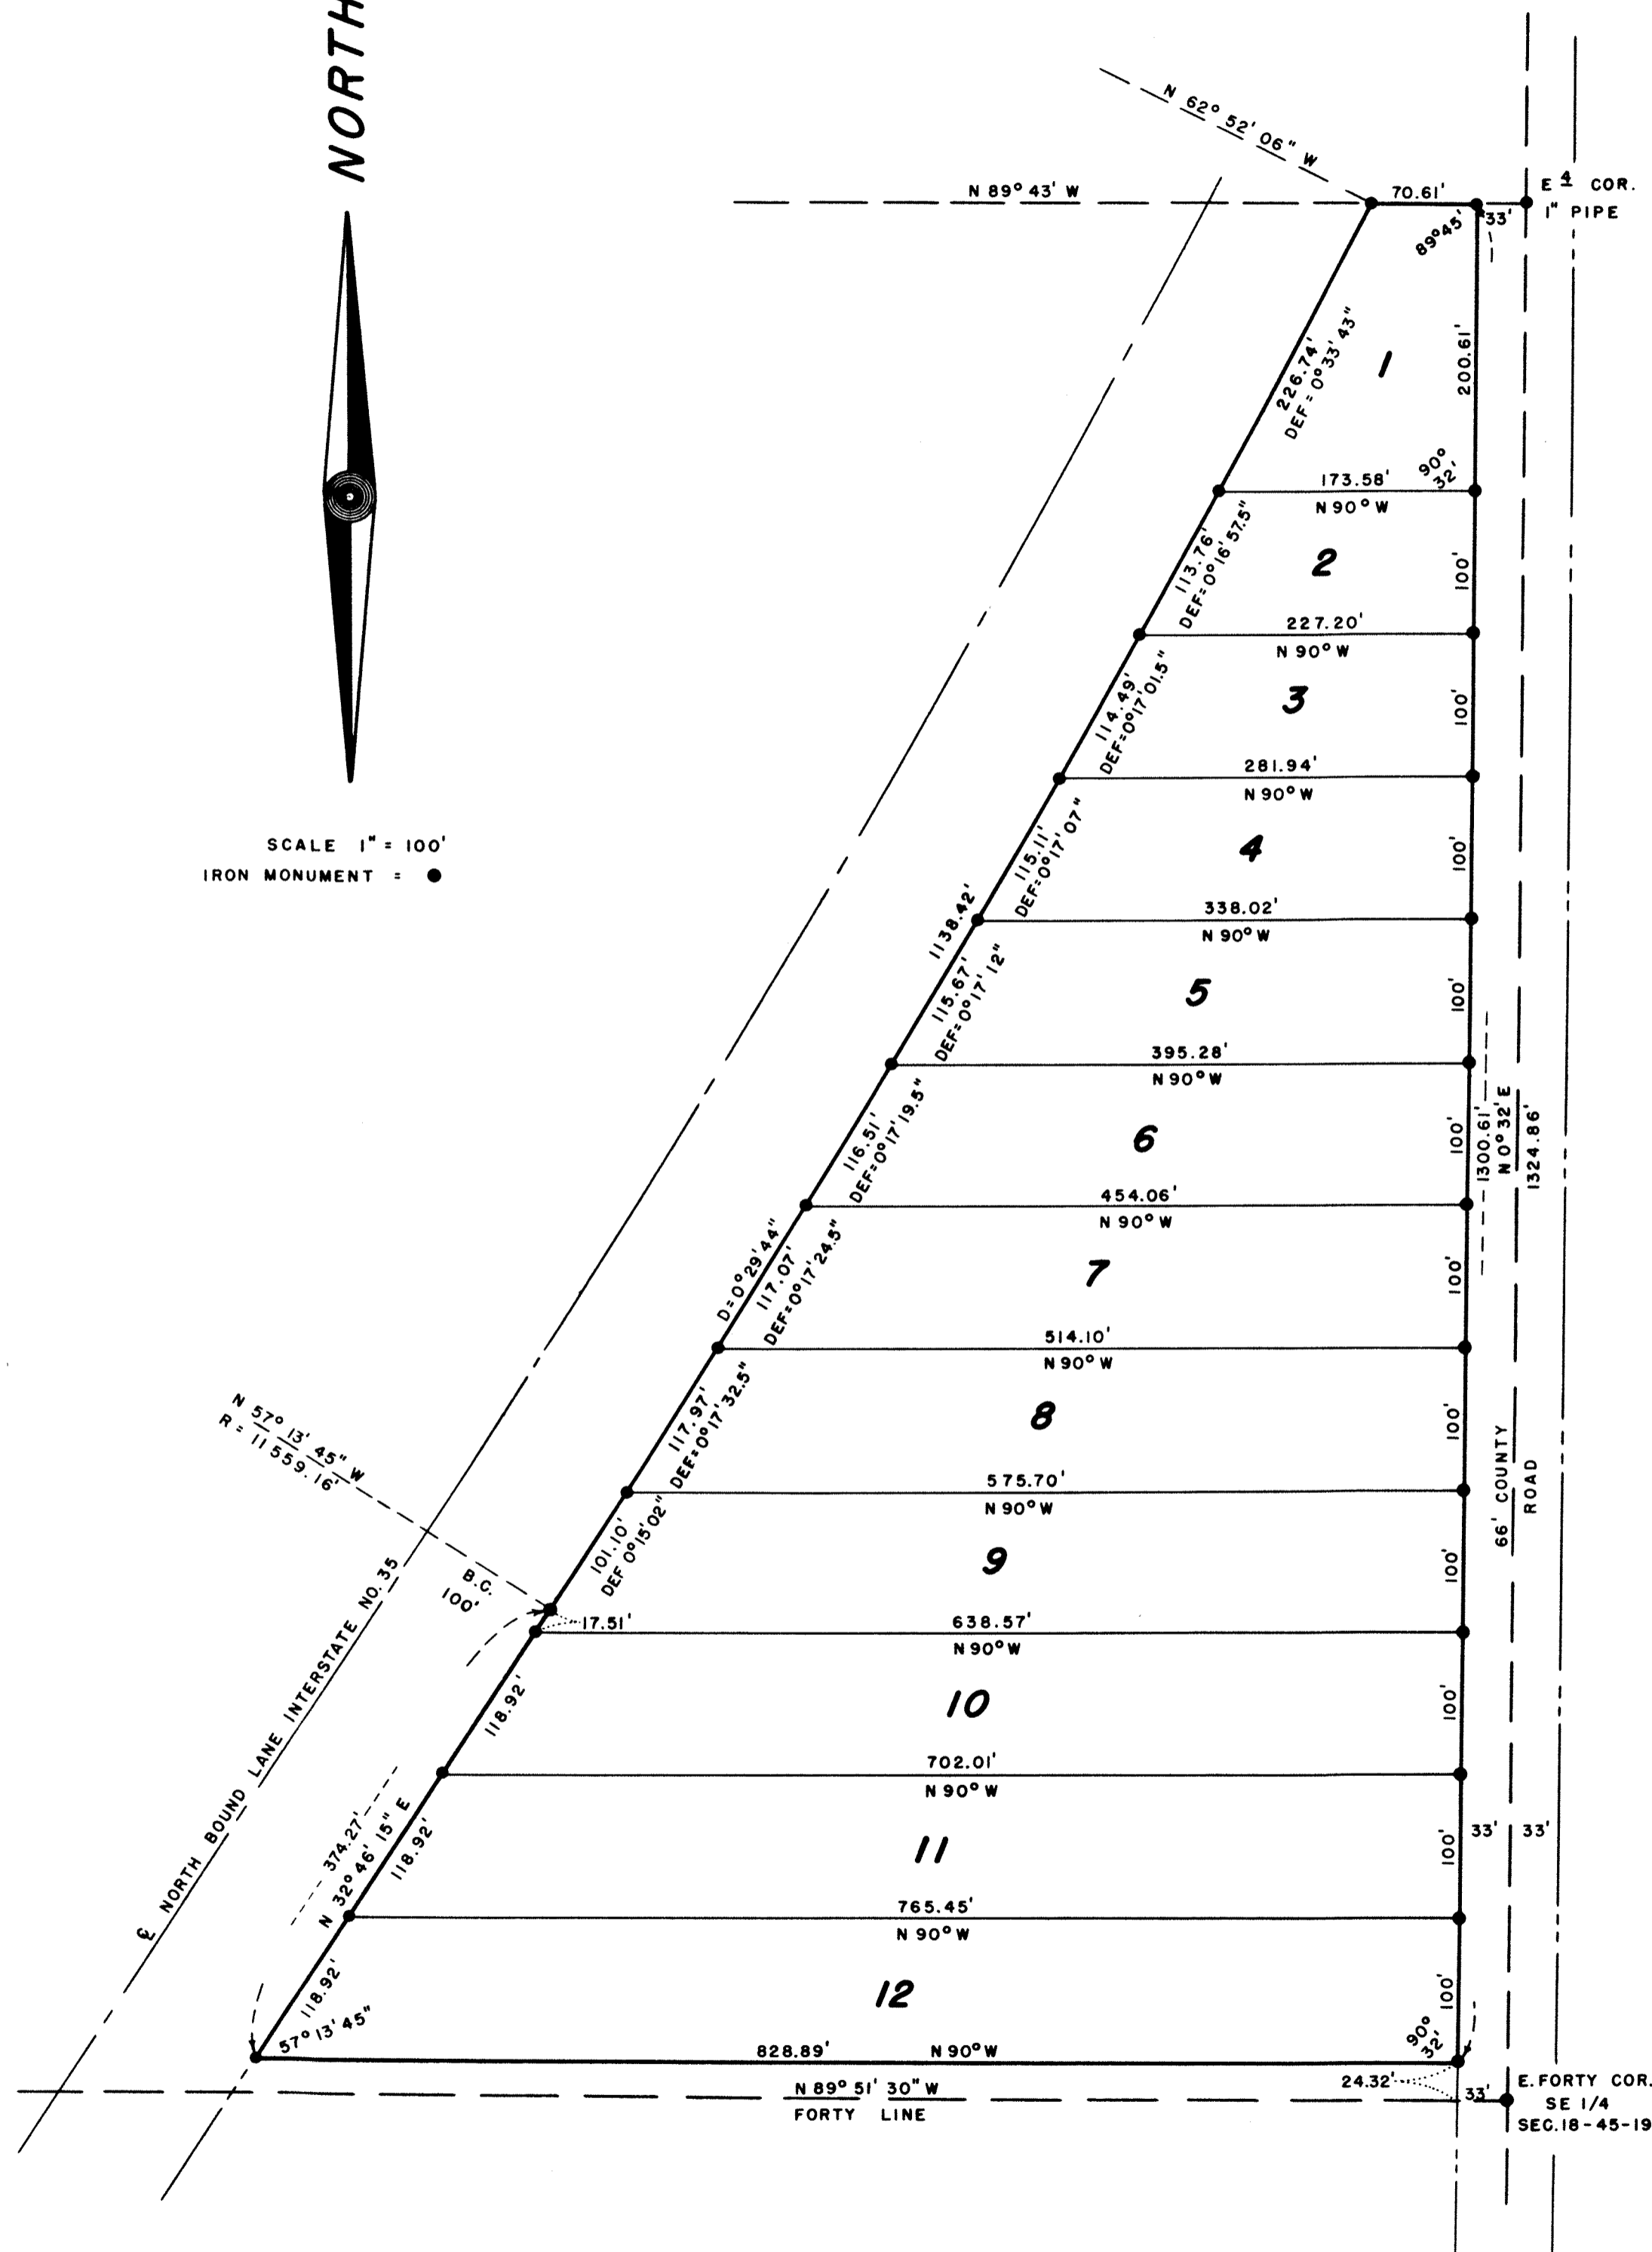 NORTH
N 62° 52' 06" W
N 89° 43' W
70.61'
E 4 COR.
1" PIPE
33'
89°45'
226.74'
DEF = 0°33'43"
1
200.61'
173.58'
90°
32'
N 90° W
113.76'
DEF=0°16'57.5"
2
100'
227.20'
N 90° W
114.49'
DEF=0°17'01.5"
3
100'
281.94'
N 90° W
SCALE 1" = 100'
IRON MONUMENT =
115.11'
DEF=0°17'07"
4
100'
338.02'
N 90° W
1138.42'
115.67'
DEF=0°17'12"
5
100'
395.28'
N 90° W
116.51'
DEF=0°17'19.5"
6
100'
1300.61'
N 0° 32' E
1324.86'
454.06'
N 90° W
D=0°29'44"
117.07'
DEF=0°17'24.5"
7
100'
514.10'
N 90° W
117.97'
DEF=0°17'32.5"
8
100'
N 57° 13' 45" W
R = 11559.16'
66' COUNTY
ROAD
575.70'
N 90° W
101.10'
DEF 0°15'02"
9
100'
B.C.
100'
17.51'
638.57'
N 90° W
℄ NORTH BOUND LANE INTERSTATE NO. 35
118.92'
10
100'
702.01'
N 90° W
374.27'
N 32° 46' 15" E
118.92'
11
100'
33'
33'
765.45'
N 90° W
118.92'
12
100'
57° 13' 45"
90°
32'
828.89' N 90° W
24.32'
33'
N 89° 51' 30" W
FORTY LINE
E. FORTY COR.
SE 1/4
SEC. 18-45-19